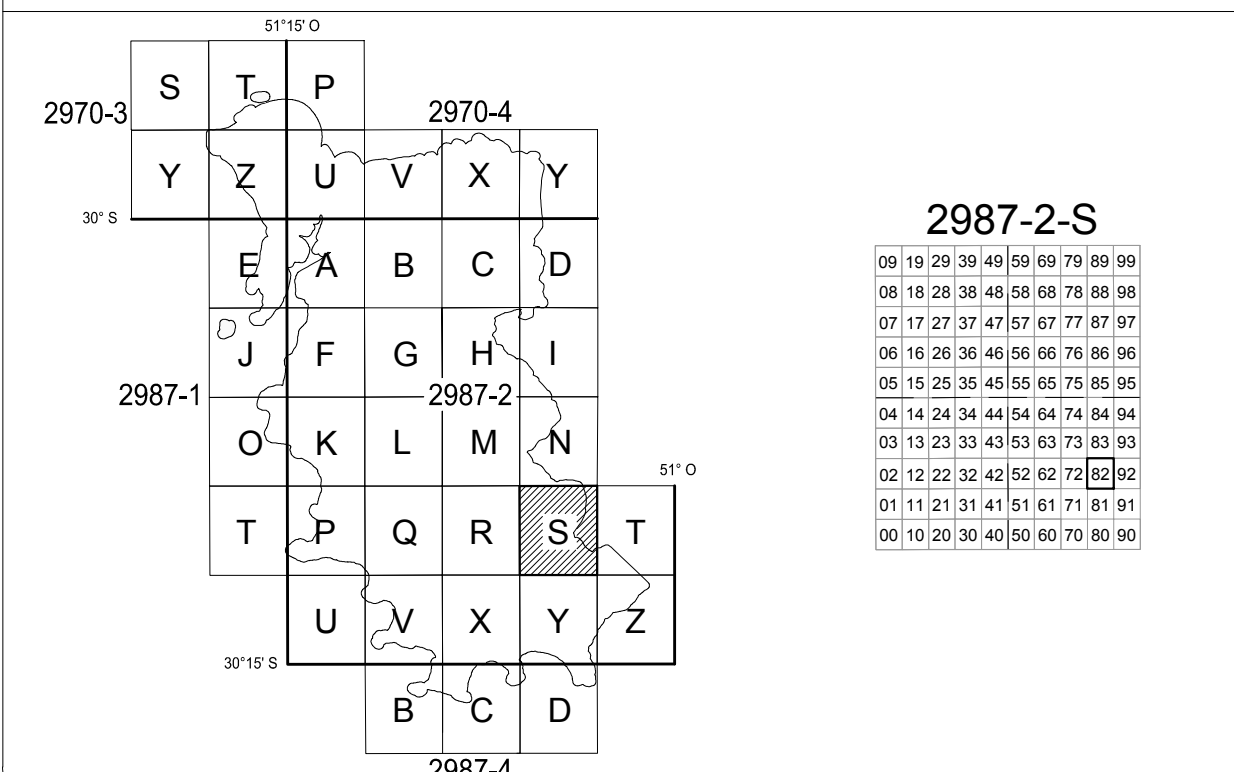 51°15' O
S T P
2970-3 2970-4
Y Z U V X Y
30° S
E A B C D
J F G H I
2987-1 2987-2
O K L M N
51° O
T P Q R S T
U V X Y Z
30°15' S
B C D
2987-4
2987-2-S
09 19 29 39 49 59 69 79 89 99
08 18 28 38 48 58 68 78 88 98
07 17 27 37 47 57 67 77 87 97
06 16 26 36 46 56 66 76 86 96
05 15 25 35 45 55 65 75 85 95
04 14 24 34 44 54 64 74 84 94
03 13 23 33 43 53 63 73 83 93
02 12 22 32 42 52 62 72 82 92
01 11 21 31 41 51 61 71 81 91
00 10 20 30 40 50 60 70 80 90